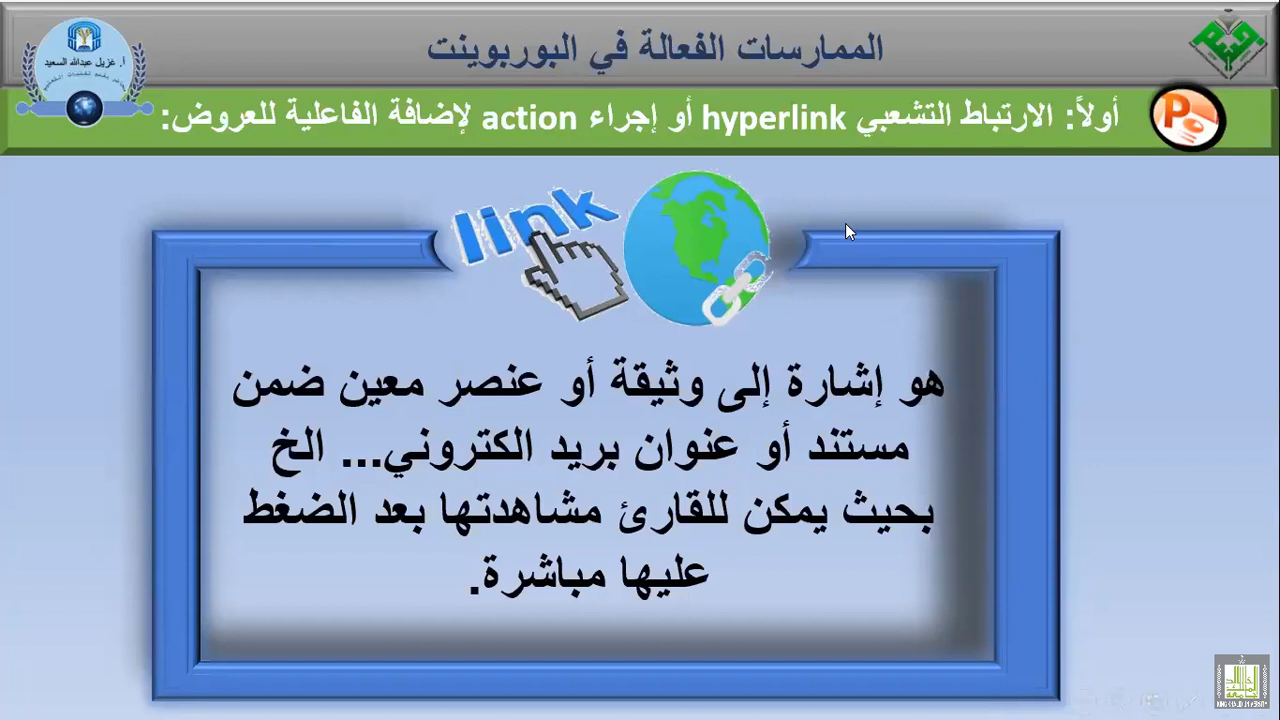 الممارسات الفعالة في البوربوينت
أ. غزيل عبدالله السعيد
أولاً: الارتباط التشعبي hyperlink أو إجراء action لإضافة الفاعلية للعروض:
link
هو إشارة إلى وثيقة أو عنصر معين ضمن
مستند أو عنوان بريد الكتروني... الخ
بحيث يمكن للقارئ مشاهدتها بعد الضغط
عليها مباشرة.